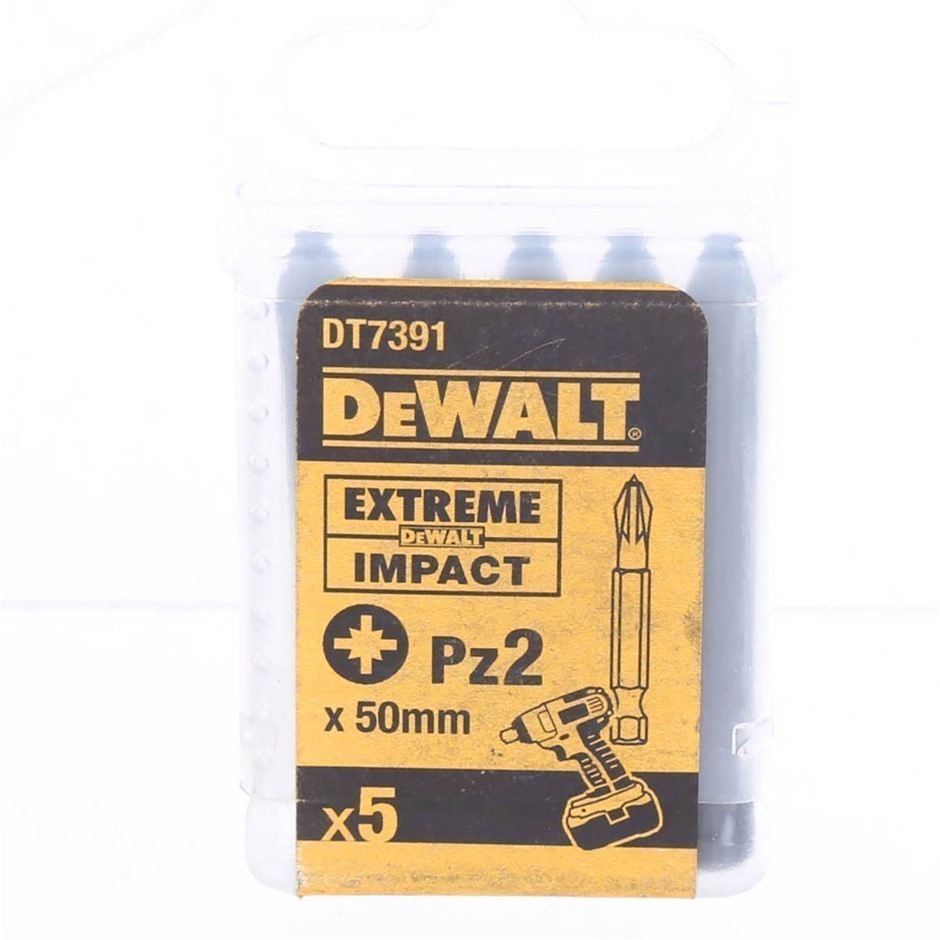 DT7391
DEWALT®
EXTREME
DEWALT
IMPACT
Pz2
x 50mm
x5